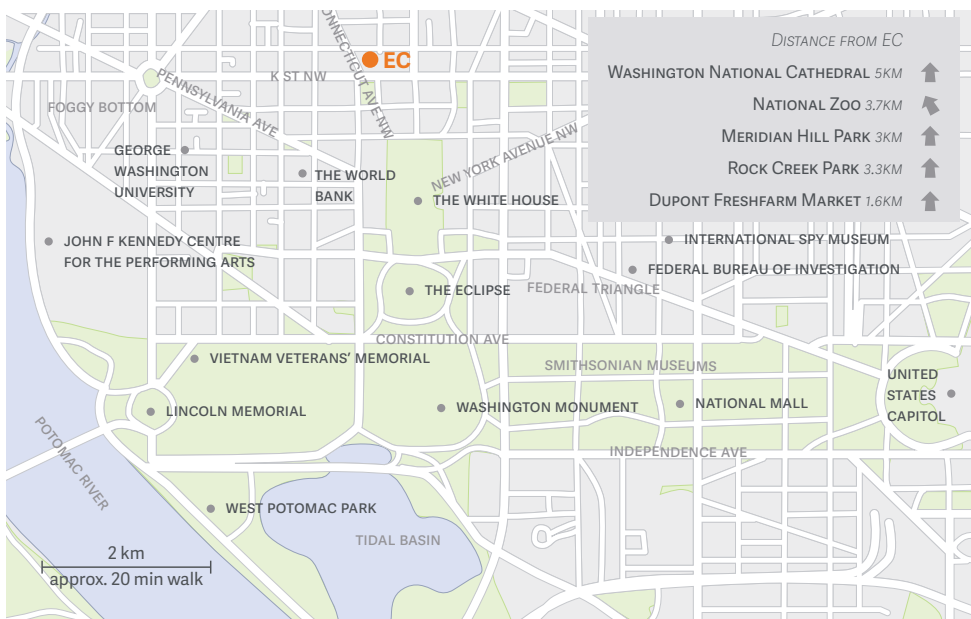 CONNECTICUT AVE NW
EC
K ST NW
PENNSYLVANIA AVE
FOGGY BOTTOM
DISTANCE FROM EC
WASHINGTON NATIONAL CATHEDRAL 5KM
NATIONAL ZOO 3.7KM
MERIDIAN HILL PARK 3KM
ROCK CREEK PARK 3.3KM
DUPONT FRESHFARM MARKET 1.6KM
GEORGE
WASHINGTON
UNIVERSITY
THE WORLD
BANK
NEW YORK AVENUE NW
THE WHITE HOUSE
JOHN F KENNEDY CENTRE
FOR THE PERFORMING ARTS
INTERNATIONAL SPY MUSEUM
FEDERAL BUREAU OF INVESTIGATION
THE ECLIPSE
FEDERAL TRIANGLE
CONSTITUTION AVE
VIETNAM VETERANS’ MEMORIAL
SMITHSONIAN MUSEUMS
UNITED
STATES
CAPITOL
LINCOLN MEMORIAL
WASHINGTON MONUMENT
NATIONAL MALL
POTOMAC RIVER
INDEPENDENCE AVE
WEST POTOMAC PARK
TIDAL BASIN
2 km
approx. 20 min walk